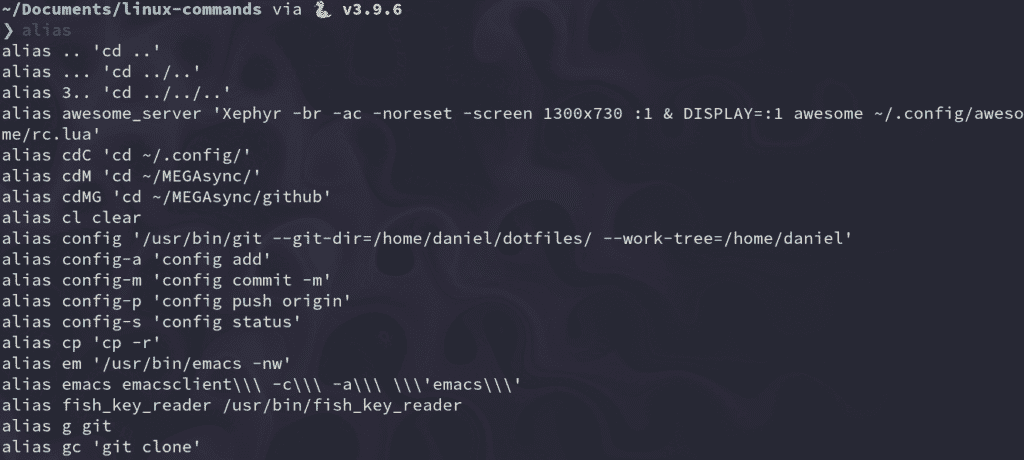 ~/Documents/linux-commands via 🐍 v3.9.6
❯ alias
alias .. 'cd ..'
alias ... 'cd ../..'
alias 3.. 'cd ../../..'
alias awesome_server 'Xephyr -br -ac -noreset -screen 1300x730 :1 & DISPLAY=:1 awesome ~/.config/aweso
me/rc.lua'
alias cdC 'cd ~/.config/'
alias cdM 'cd ~/MEGAsync/'
alias cdMG 'cd ~/MEGAsync/github'
alias cl clear
alias config '/usr/bin/git --git-dir=/home/daniel/dotfiles/ --work-tree=/home/daniel'
alias config-a 'config add'
alias config-m 'config commit -m'
alias config-p 'config push origin'
alias config-s 'config status'
alias cp 'cp -r'
alias em '/usr/bin/emacs -nw'
alias emacs emacsclient\\\ -c\\\ -a\\\ \\\'emacs\\\'
alias fish_key_reader /usr/bin/fish_key_reader
alias g git
alias gc 'git clone'